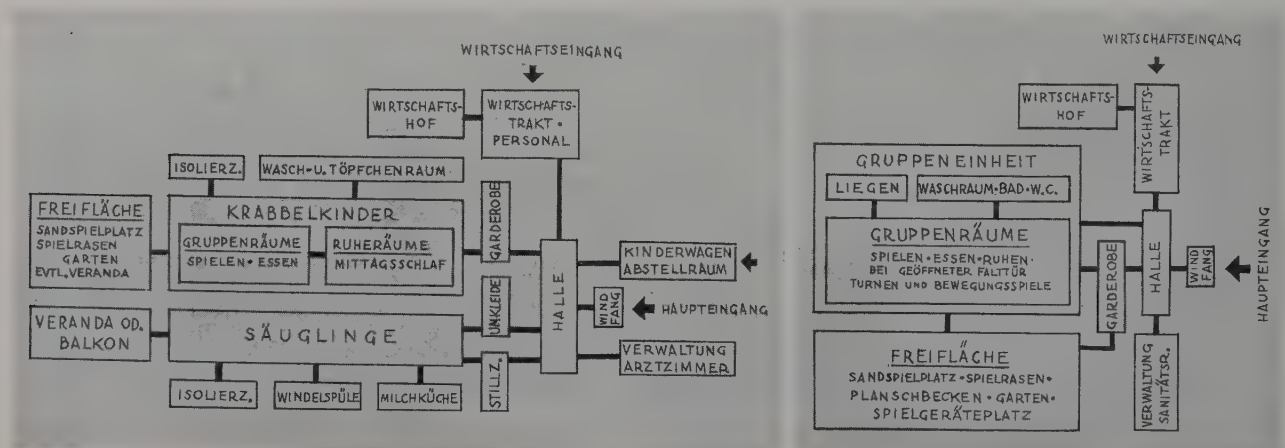 WIRTSCHAFTSEINGANG
WIRTSCHAFTS-
HOF
WIRTSCHAFTS-
TRAKT •
PERSONAL
ISOLIERZ.
WASCH-U. TÖPFCHENRAUM
FREIFLÄCHE
SANDSPIELPLATZ
SPIELRASEN
GARTEN
EVTL. VERANDA
KRABBELKINDER
GRUPPENRÄUME
SPIELEN • ESSEN
RUHERÄUME
MITTAGSSCHLAF
GARDEROBE
HALLE
KINDERWAGEN
ABSTELLRAUM
WIND
FANG
HAUPTEINGANG
UMKLEIDE
VERANDA OD.
BALKON
SÄUGLINGE
VERWALTUNG
ARZTZIMMER
ISOLIERZ.
WINDELSPÜLE
MILCHKÜCHE
STILLZ.
WIRTSCHAFTSEINGANG
WIRTSCHAFTS-
HOF
WIRTSCHAFTS-
TRAKT
GRUPPENEINHEIT
LIEGEN
WASCHRAUM • BAD • W.C.
GRUPPENRÄUME
SPIELEN • ESSEN • RUHEN •
BEI GEÖFFNETER FALTTÜR
TURNEN UND BEWEGUNGSSPIELE
GARDEROBE
HALLE
WIND
FANG
HAUPTEINGANG
FREIFLÄCHE
SANDSPIELPLATZ • SPIELRASEN •
PLANSCHBECKEN • GARTEN •
SPIELGERÄTEPLATZ
VERWALTUNG
SANITÄTSR.